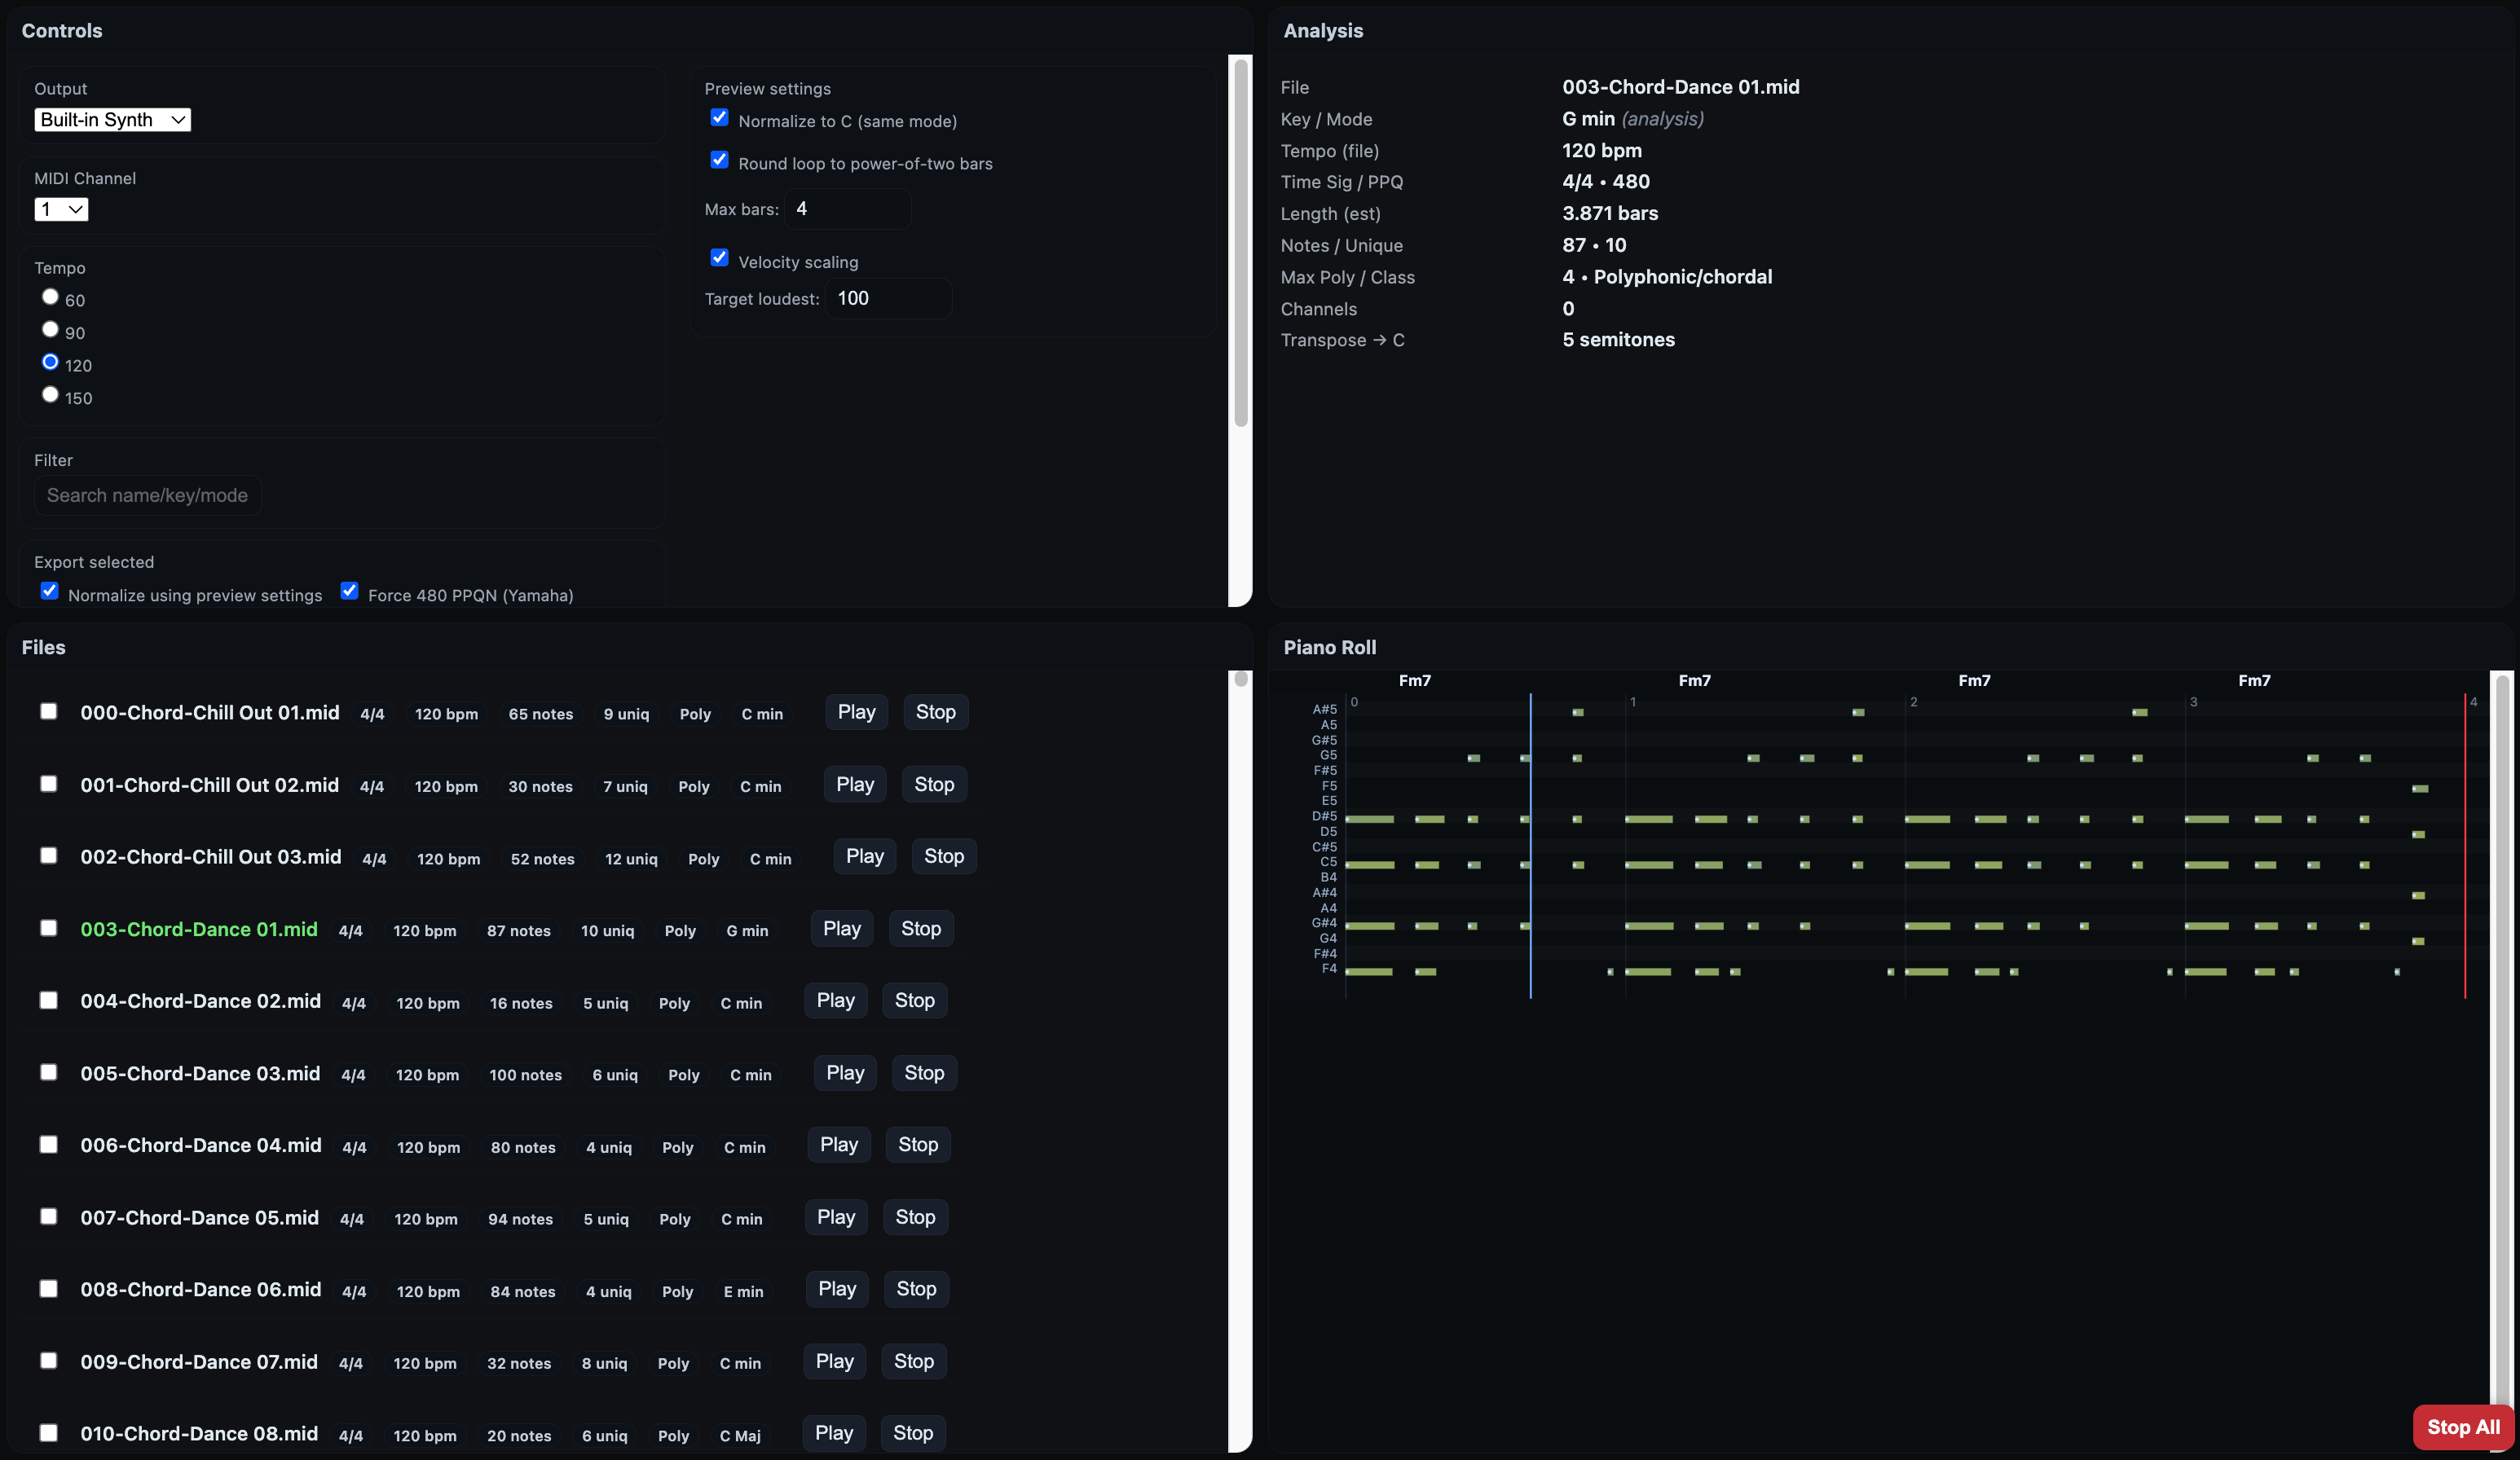 Controls
Output
Built-in Synth
MIDI Channel
1
Tempo
60
90
120
150
Filter
Search name/key/mode
Export selected
Normalize using preview settings Force 480 PPQN (Yamaha)
Preview settings
Normalize to C (same mode)
Round loop to power-of-two bars
Max bars: 4
Velocity scaling
Target loudest: 100
Analysis
File 003-Chord-Dance 01.mid
Key / Mode G min (analysis)
Tempo (file) 120 bpm
Time Sig / PPQ 4/4 • 480
Length (est) 3.871 bars
Notes / Unique 87 • 10
Max Poly / Class 4 • Polyphonic/chordal
Channels 0
Transpose → C 5 semitones
Files
000-Chord-Chill Out 01.mid 4/4 120 bpm 65 notes 9 uniq Poly C min Play Stop
001-Chord-Chill Out 02.mid 4/4 120 bpm 30 notes 7 uniq Poly C min Play Stop
002-Chord-Chill Out 03.mid 4/4 120 bpm 52 notes 12 uniq Poly C min Play Stop
003-Chord-Dance 01.mid 4/4 120 bpm 87 notes 10 uniq Poly G min Play Stop
004-Chord-Dance 02.mid 4/4 120 bpm 16 notes 5 uniq Poly C min Play Stop
005-Chord-Dance 03.mid 4/4 120 bpm 100 notes 6 uniq Poly C min Play Stop
006-Chord-Dance 04.mid 4/4 120 bpm 80 notes 4 uniq Poly C min Play Stop
007-Chord-Dance 05.mid 4/4 120 bpm 94 notes 5 uniq Poly C min Play Stop
008-Chord-Dance 06.mid 4/4 120 bpm 84 notes 4 uniq Poly E min Play Stop
009-Chord-Dance 07.mid 4/4 120 bpm 32 notes 8 uniq Poly C min Play Stop
010-Chord-Dance 08.mid 4/4 120 bpm 20 notes 6 uniq Poly C Maj Play Stop
Piano Roll
Fm7 Fm7 Fm7 Fm7
0 1 2 3 4
A#5
A5
G#5
G5
F#5
F5
E5
D#5
D5
C#5
C5
B4
A#4
A4
G#4
G4
F#4
F4
Stop All